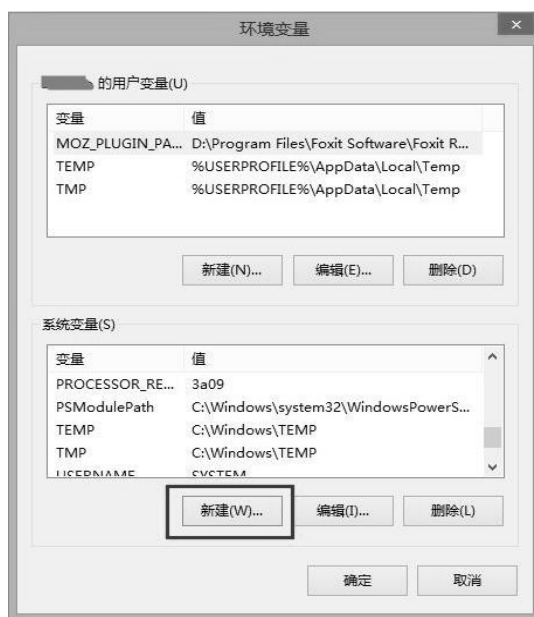 环境变量
的用户变量(U)
变量 值
MOZ_PLUGIN_PA... D:\Program Files\Foxit Software\Foxit R...
TEMP %USERPROFILE%\AppData\Local\Temp
TMP %USERPROFILE%\AppData\Local\Temp
新建(N)... 编辑(E)... 删除(D)
系统变量(S)
变量 值
PROCESSOR_RE... 3a09
PSModulePath C:\Windows\system32\WindowsPowerS...
TEMP C:\Windows\TEMP
TMP C:\Windows\TEMP
USERNAME SYSTEM
新建(W)... 编辑(I)... 删除(L)
确定 取消